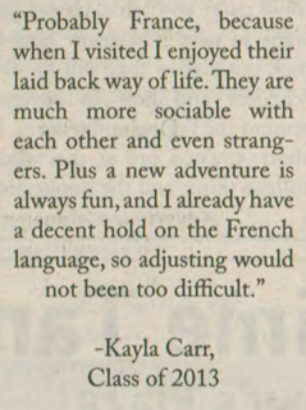 “Probably France, because
when I visited I enjoyed their
laid back way of life. They are
much more sociable with
each other and even strang-
ers. Plus a new adventure is
always fun, and I already have
a decent hold on the French
language, so adjusting would
not been too difficult.”
-Kayla Carr,
Class of 2013